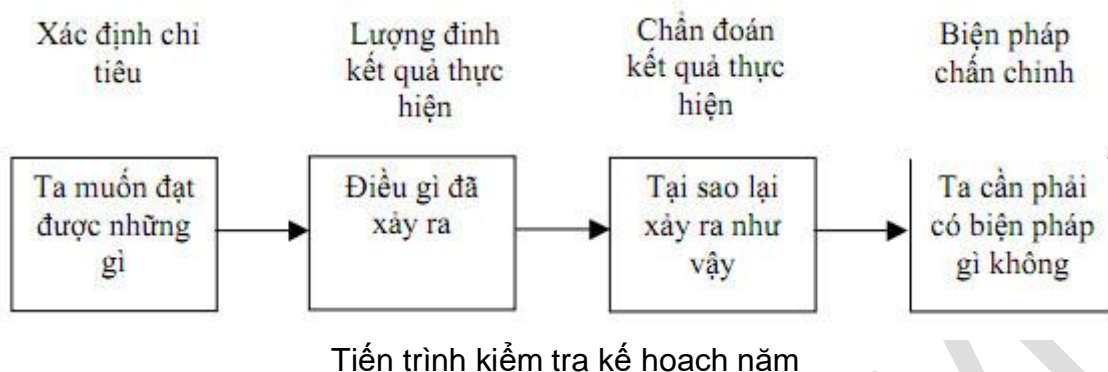 Xác định chỉ
tiêu
Lượng đinh
kết quả thực
hiện
Chẩn đoán
kết quả thực
hiện
Biện pháp
chấn chỉnh
Ta muốn đạt
được những
gì
Điều gì đã
xảy ra
Tại sao lại
xảy ra như
vậy
Ta cần phải
có biện pháp
gì không
Tiến trình kiểm tra kế hoạch năm